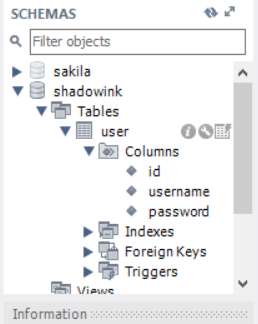 SCHEMAS
Filter objects
sakila
shadowink
Tables
user
Columns
id
username
password
Indexes
Foreign Keys
Triggers
Views
Information